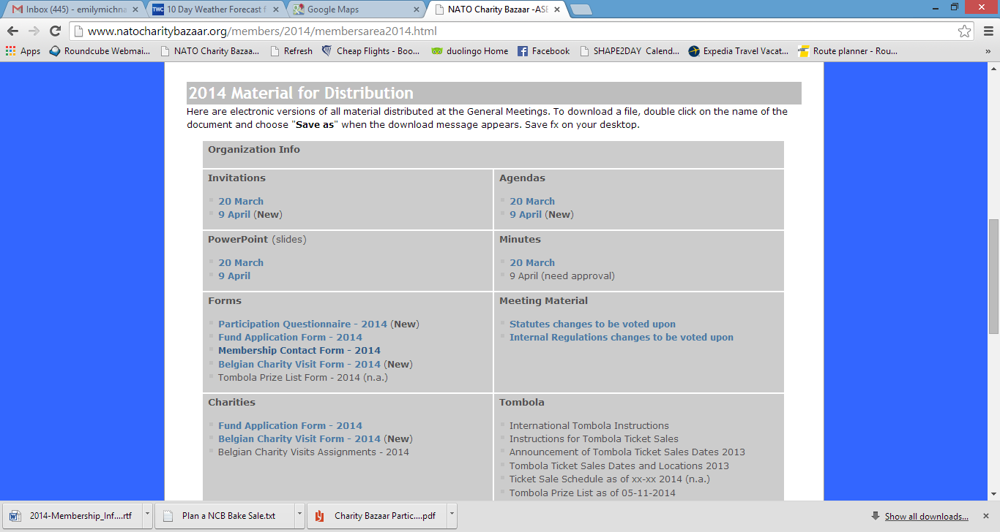 Inbox (445) - emilymichna
10 Day Weather Forecast f
Google Maps
NATO Charity Bazaar -ASB
www.natocharitybazaar.org/members/2014/membersarea2014.html
Apps
Roundcube Webmai...
NATO Charity Bazaa...
Refresh
Cheap Flights - Boo...
duolingo Home
Facebook
SHAPE2DAY Calend...
Expedia Travel Vacat...
Route planner - Rou...
»
2014 Material for Distribution
Here are electronic versions of all material distributed at the General Meetings. To download a file, double click on the name of the
document and choose "Save as" when the download message appears. Save fx on your desktop.
Organization Info
Invitations
20 March
9 April (New)
Agendas
20 March
9 April (New)
PowerPoint (slides)
20 March
9 April
Minutes
20 March
9 April (need approval)
Forms
Participation Questionnaire - 2014 (New)
Fund Application Form - 2014
Membership Contact Form - 2014
Belgian Charity Visit Form - 2014 (New)
Tombola Prize List Form - 2014 (n.a.)
Meeting Material
Statutes changes to be voted upon
Internal Regulations changes to be voted upon
Charities
Fund Application Form - 2014
Belgian Charity Visit Form - 2014 (New)
Belgian Charity Visits Assignments - 2014
Tombola
International Tombola Instructions
Instructions for Tombola Ticket Sales
Announcement of Tombola Ticket Sales Dates 2013
Tombola Ticket Sales Dates and Locations 2013
Ticket Sale Schedule as of xx-xx 2014 (n.a.)
Tombola Prize List as of 05-11-2014
2014-Membership_Inf....rtf
Plan a NCB Bake Sale.txt
Charity Bazaar Partic....pdf
Show all downloads...